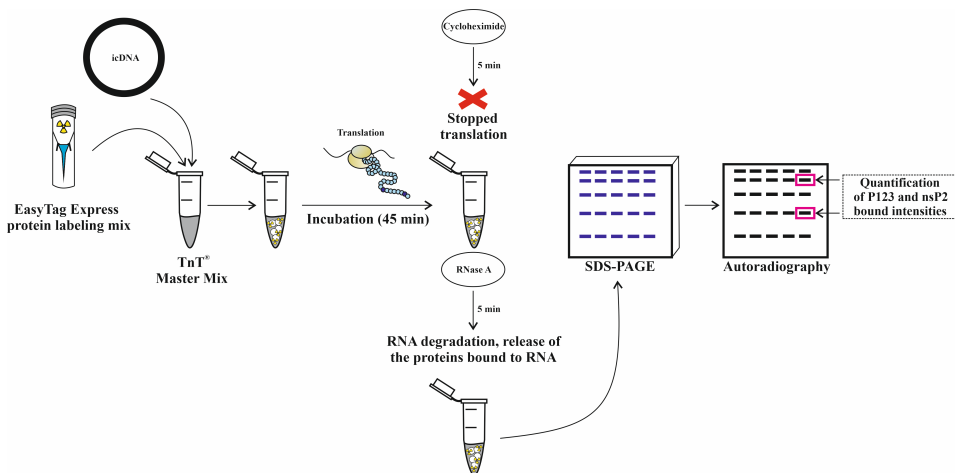 Cycloheximide
5 min
Stopped
translation
icDNA
EasyTag Express
protein labeling mix
TnT®
Master Mix
Translation
Incubation (45 min)
RNase A
5 min
RNA degradation, release of
the proteins bound to RNA
SDS-PAGE
Autoradiography
Quantification
of P123 and nsP2
bound intensities